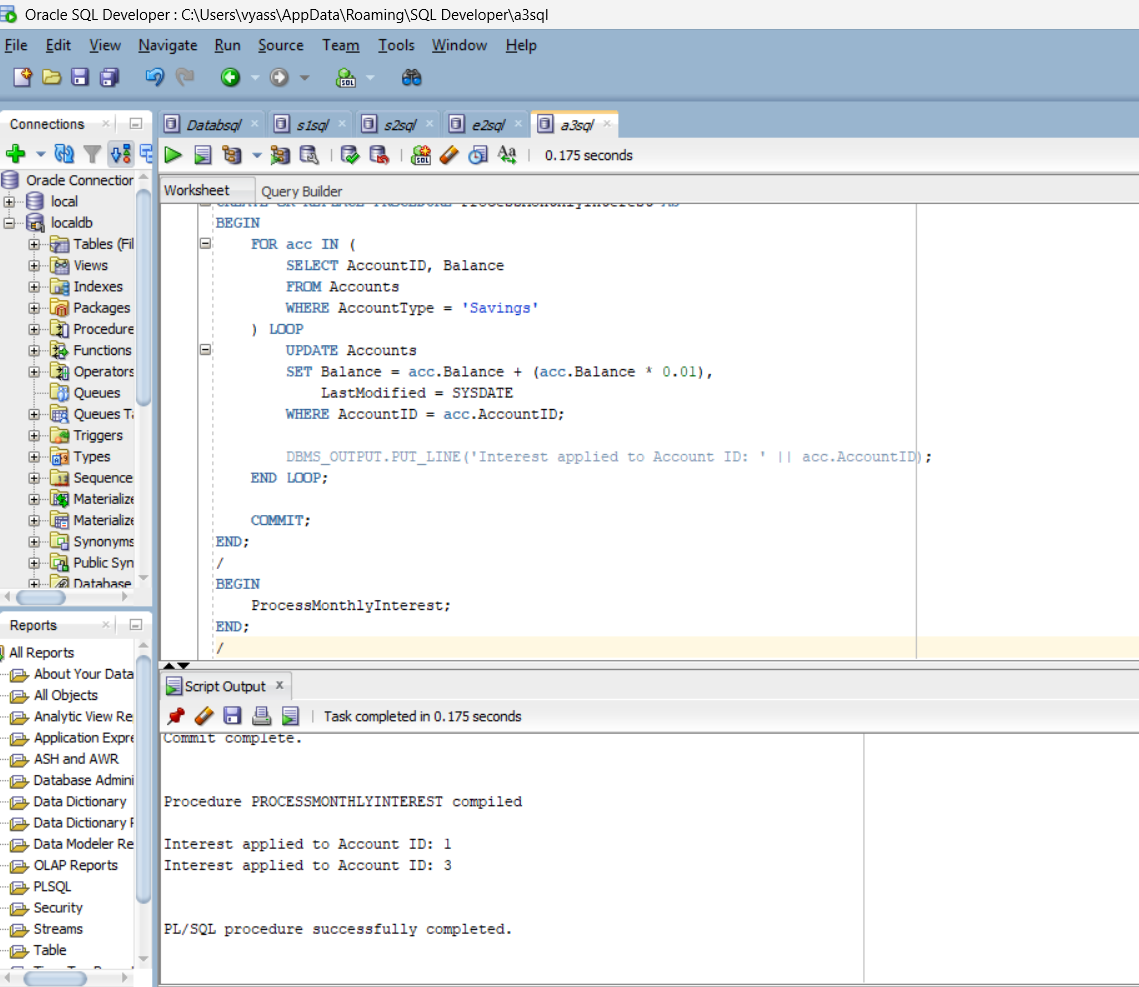 Oracle SQL Developer : C:\Users\vyass\AppData\Roaming\SQL Developer\a3sql
File Edit View Navigate Run Source Team Tools Window Help
Connections
Oracle Connection
local
localdb
Tables (Fil
Views
Indexes
Packages
Procedure
Functions
Operators
Queues
Queues Ta
Triggers
Types
Sequence
Materialize
Materialize
Synonyms
Public Syn
Database
Reports
All Reports
About Your Data
All Objects
Analytic View Re
Application Expre
ASH and AWR
Database Admini
Data Dictionary
Data Dictionary R
Data Modeler Re
OLAP Reports
PLSQL
Security
Streams
Table
Databsql s1sql s2sql e2sql a3sql
0.175 seconds
Worksheet Query Builder
CREATE OR REPLACE PROCEDURE ProcessMonthlyInterest AS
BEGIN
FOR acc IN (
SELECT AccountID, Balance
FROM Accounts
WHERE AccountType = 'Savings'
) LOOP
UPDATE Accounts
SET Balance = acc.Balance + (acc.Balance * 0.01),
LastModified = SYSDATE
WHERE AccountID = acc.AccountID;
DBMS_OUTPUT.PUT_LINE('Interest applied to Account ID: ' || acc.AccountID);
END LOOP;
COMMIT;
END;
/
BEGIN
ProcessMonthlyInterest;
END;
/
Script Output
Task completed in 0.175 seconds
Commit complete.
Procedure PROCESSMONTHLYINTEREST compiled
Interest applied to Account ID: 1
Interest applied to Account ID: 3
PL/SQL procedure successfully completed.